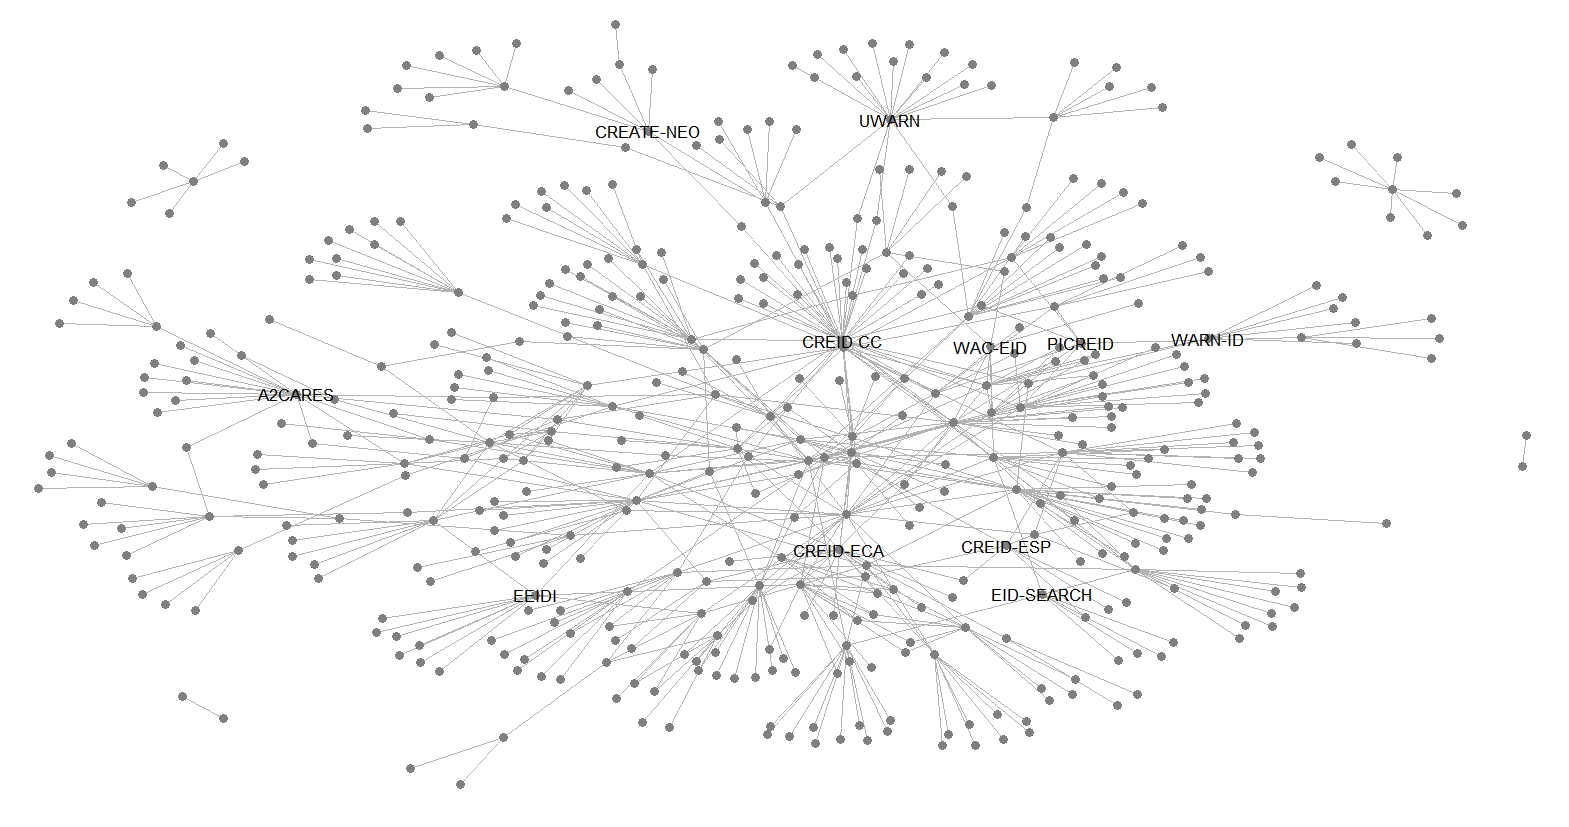 UWARN
CREATE-NEO
WARN-ID
CREID CC
PICREID
WAC-EID
A2CARES
CREID-ESP
CREID-ECA
EID-SEARCH
EEIDI